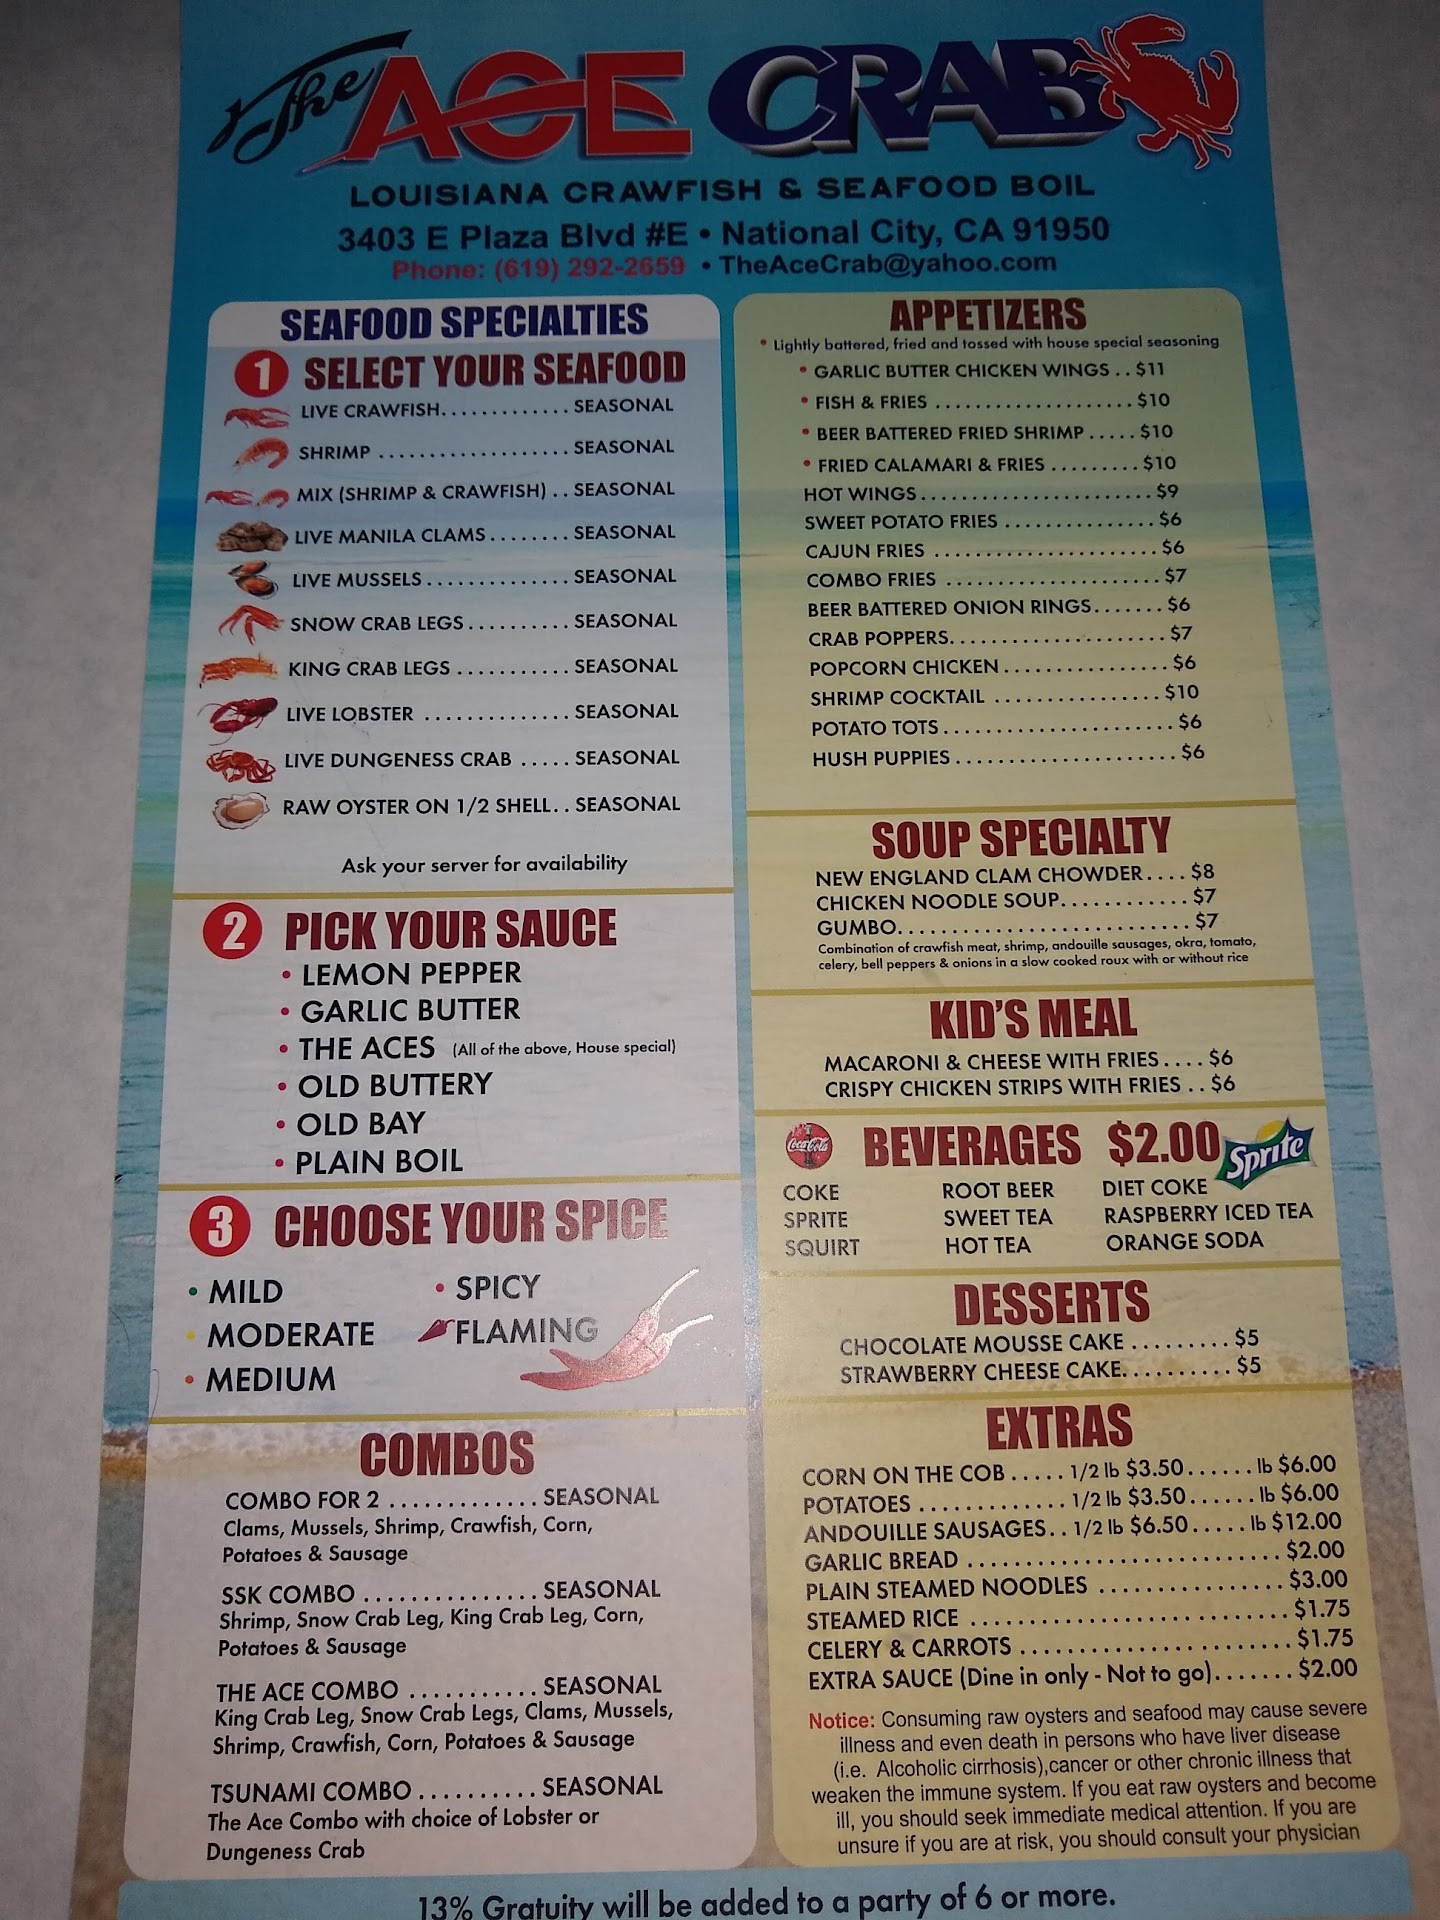 The ACE CRAB
LOUISIANA CRAWFISH & SEAFOOD BOIL
3403 E Plaza Blvd #E • National City, CA 91950
Phone: (619) 292-2659 • TheAceCrab@yahoo.com
SEAFOOD SPECIALTIES
1 SELECT YOUR SEAFOOD
LIVE CRAWFISH............. SEASONAL
SHRIMP ................... SEASONAL
MIX (SHRIMP & CRAWFISH) .. SEASONAL
LIVE MANILA CLAMS........ SEASONAL
LIVE MUSSELS.............. SEASONAL
SNOW CRAB LEGS.......... SEASONAL
KING CRAB LEGS ........... SEASONAL
LIVE LOBSTER .............. SEASONAL
LIVE DUNGENESS CRAB ..... SEASONAL
RAW OYSTER ON 1/2 SHELL.. SEASONAL
Ask your server for availability
2 PICK YOUR SAUCE
• LEMON PEPPER
• GARLIC BUTTER
• THE ACES (All of the above, House special)
• OLD BUTTERY
• OLD BAY
• PLAIN BOIL
3 CHOOSE YOUR SPICE
• MILD
• MODERATE
• MEDIUM
• SPICY
FLAMING
COMBOS
COMBO FOR 2 ............. SEASONAL
Clams, Mussels, Shrimp, Crawfish, Corn,
Potatoes & Sausage
SSK COMBO ................ SEASONAL
Shrimp, Snow Crab Leg, King Crab Leg, Corn,
Potatoes & Sausage
THE ACE COMBO ........... SEASONAL
King Crab Leg, Snow Crab Legs, Clams, Mussels,
Shrimp, Crawfish, Corn, Potatoes & Sausage
TSUNAMI COMBO .......... SEASONAL
The Ace Combo with choice of Lobster or
Dungeness Crab
APPETIZERS
• Lightly battered, fried and tossed with house special seasoning
• GARLIC BUTTER CHICKEN WINGS .. $11
• FISH & FRIES ................... $10
• BEER BATTERED FRIED SHRIMP ..... $10
• FRIED CALAMARI & FRIES ......... $10
HOT WINGS........................ $9
SWEET POTATO FRIES ............... $6
CAJUN FRIES ...................... $6
COMBO FRIES ..................... $7
BEER BATTERED ONION RINGS....... $6
CRAB POPPERS...................... $7
POPCORN CHICKEN................. $6
SHRIMP COCKTAIL ................. $10
POTATO TOTS....................... $6
HUSH PUPPIES...................... $6
SOUP SPECIALTY
NEW ENGLAND CLAM CHOWDER.... $8
CHICKEN NOODLE SOUP............ $7
GUMBO........................... $7
Combination of crawfish meat, shrimp, andouille sausages, okra, tomato,
celery, bell peppers & onions in a slow cooked roux with or without rice
KID'S MEAL
MACARONI & CHEESE WITH FRIES.... $6
CRISPY CHICKEN STRIPS WITH FRIES .. $6
Coca-Cola BEVERAGES $2.00 Sprite
COKE ROOT BEER DIET COKE
SPRITE SWEET TEA RASPBERRY ICED TEA
SQUIRT HOT TEA ORANGE SODA
DESSERTS
CHOCOLATE MOUSSE CAKE ......... $5
STRAWBERRY CHEESE CAKE.......... $5
EXTRAS
CORN ON THE COB ..... 1/2 lb $3.50...... lb $6.00
POTATOES ............. 1/2 lb $3.50...... lb $6.00
ANDOUILLE SAUSAGES.. 1/2 lb $6.50..... lb $12.00
GARLIC BREAD ............................ $2.00
PLAIN STEAMED NOODLES ................ $3.00
STEAMED RICE ............................ $1.75
CELERY & CARROTS ....................... $1.75
EXTRA SAUCE (Dine in only - Not to go)....... $2.00
Notice: Consuming raw oysters and seafood may cause severe
illness and even death in persons who have liver disease
(i.e. Alcoholic cirrhosis),cancer or other chronic illness that
weaken the immune system. If you eat raw oysters and become
ill, you should seek immediate medical attention. If you are
unsure if you are at risk, you should consult your physician
13% Gratuity will be added to a party of 6 or more.